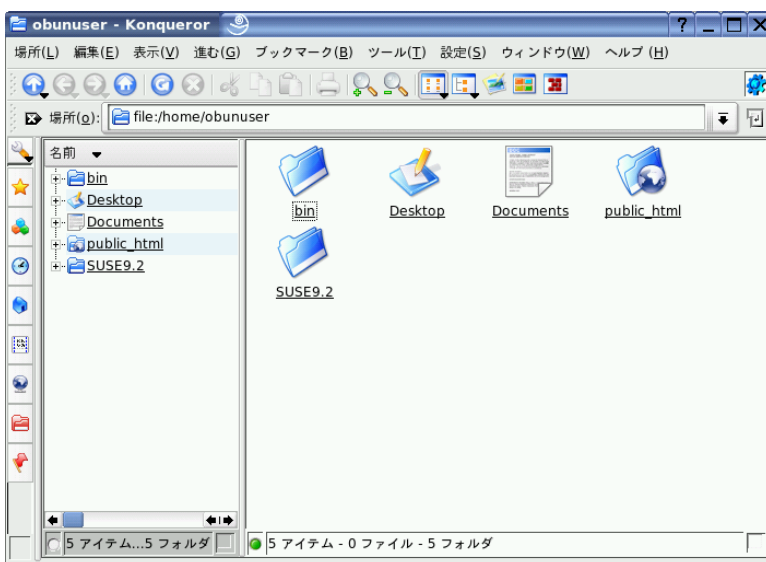 obunuser - Konqueror
場所(L) 編集(E) 表示(V) 進む(G) ブックマーク(B) ツール(T) 設定(S) ウィンドウ(W) ヘルプ (H)
場所(o): file:/home/obunuser
名前
bin
Desktop
Documents
public_html
SUSE9.2
bin Desktop Documents public_html
SUSE9.2
5 アイテム...5 フォルダ
5 アイテム - 0 ファイル - 5 フォルダ